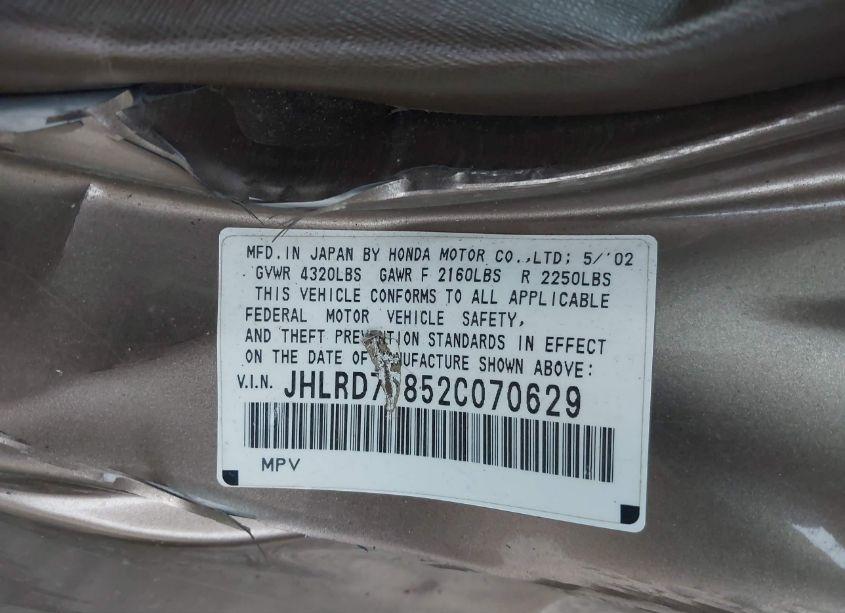 MFD. IN JAPAN BY HONDA MOTOR CO.,LTD; 5/'02
GVWR 4320LBS GAWR F 2160LBS R 2250LBS
THIS VEHICLE CONFORMS TO ALL APPLICABLE
FEDERAL MOTOR VEHICLE SAFETY,
AND THEFT PREVENTION STANDARDS IN EFFECT
ON THE DATE OF MANUFACTURE SHOWN ABOVE:
V.I.N.
MPV